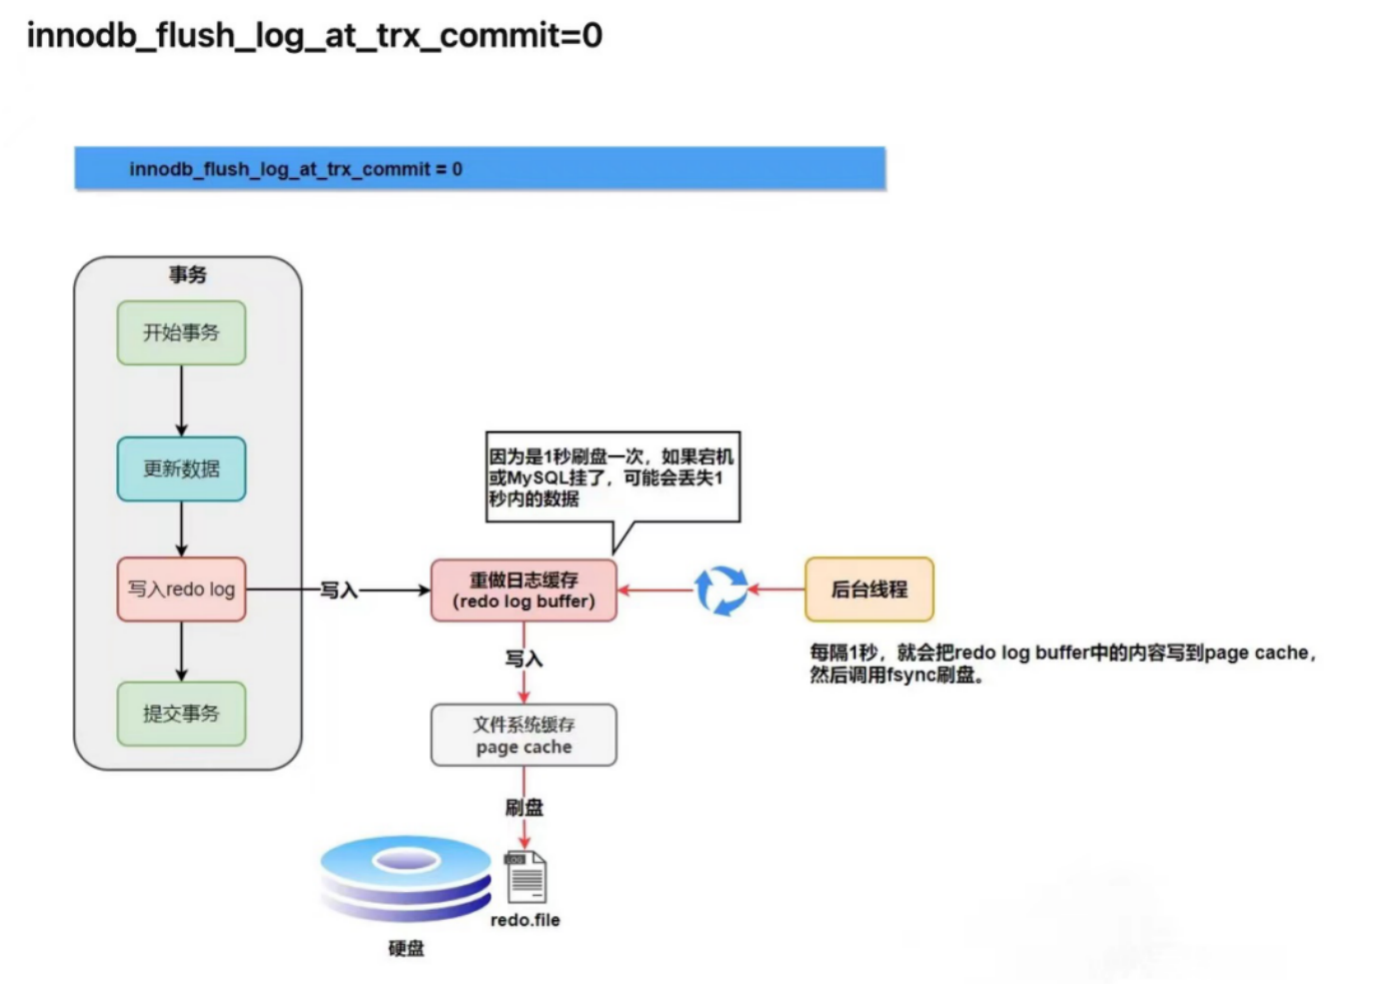 innodb_flush_log_at_trx_commit=0
innodb_flush_log_at_trx_commit = 0
事务
开始事务
更新数据
写入redo log
提交事务
写入
因为是1秒刷盘一次，如果宕机
或MySQL挂了，可能会丢失1
秒内的数据
重做日志缓存
(redo log buffer)
后台线程
每隔1秒，就会把redo log buffer中的内容写到page cache，
然后调用fsync刷盘。
写入
文件系统缓存
page cache
刷盘
LOG
redo.file
硬盘